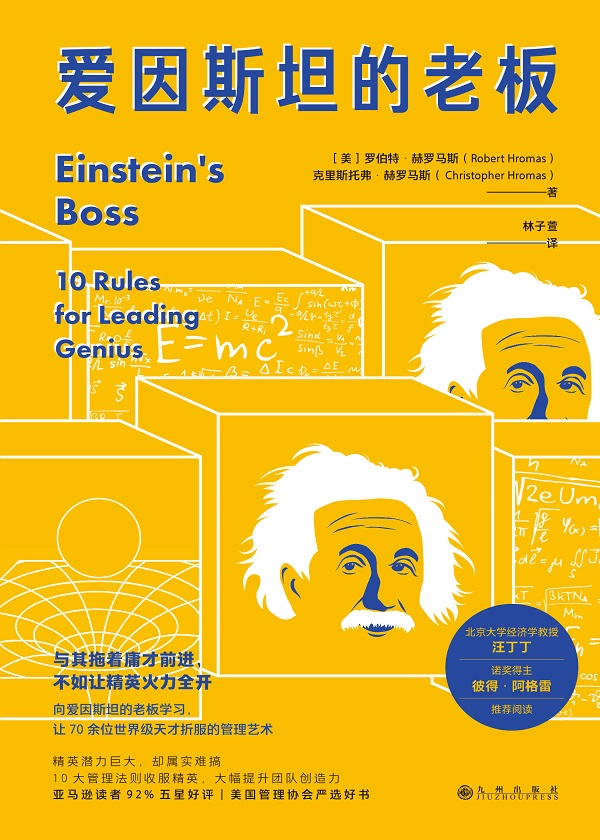 爱因斯坦的老板
Einstein's
Boss
10 Rules
for Leading
Genius
［美］罗伯特·赫罗马斯（Robert Hromas）
克里斯托弗·赫罗马斯（ Christopher Hromas）
著
林子萱
译
E=mc²
与其拖着庸才前进，
不如让精英火力全开
向爱因斯坦的老板学习，
让 70 余位世界级天才折服的管理艺术
精英潜力巨大，却属实难搞
10 大管理法则收服精英，大幅提升团队创造力
亚马逊读者 92% 五星好评｜美国管理协会严选好书
北京大学经济学教授
汪丁丁
诺奖得主
彼得·阿格雷
推荐阅读
九州出版社
JIUZHOUPRESS